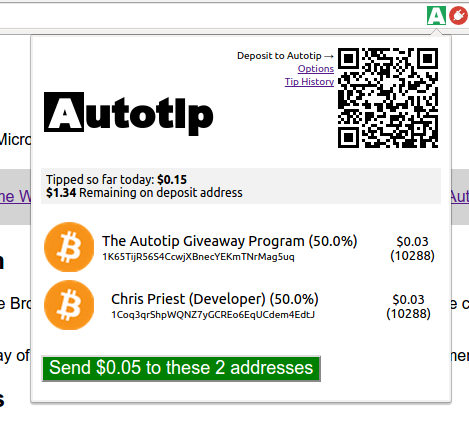 A
Deposit to Autotip →
Options
Tip History
AutotIp
Micro
Tipped so far today: $0.15
$1.34 Remaining on deposit address
me W
Aut
The Autotip Giveaway Program (50.0%)
$0.03
1K65TijR56S4CcwjXBnecYEKmTNrMag5uq
(10288)
e Bro
e c
Chris Priest (Developer) (50.0%)
$0.03
1Coq3qrShpWQNZ7yGCREo6EqUCdem4EdtJ
(10288)
ay of
mer
Send $0.05 to these 2 addresses
s